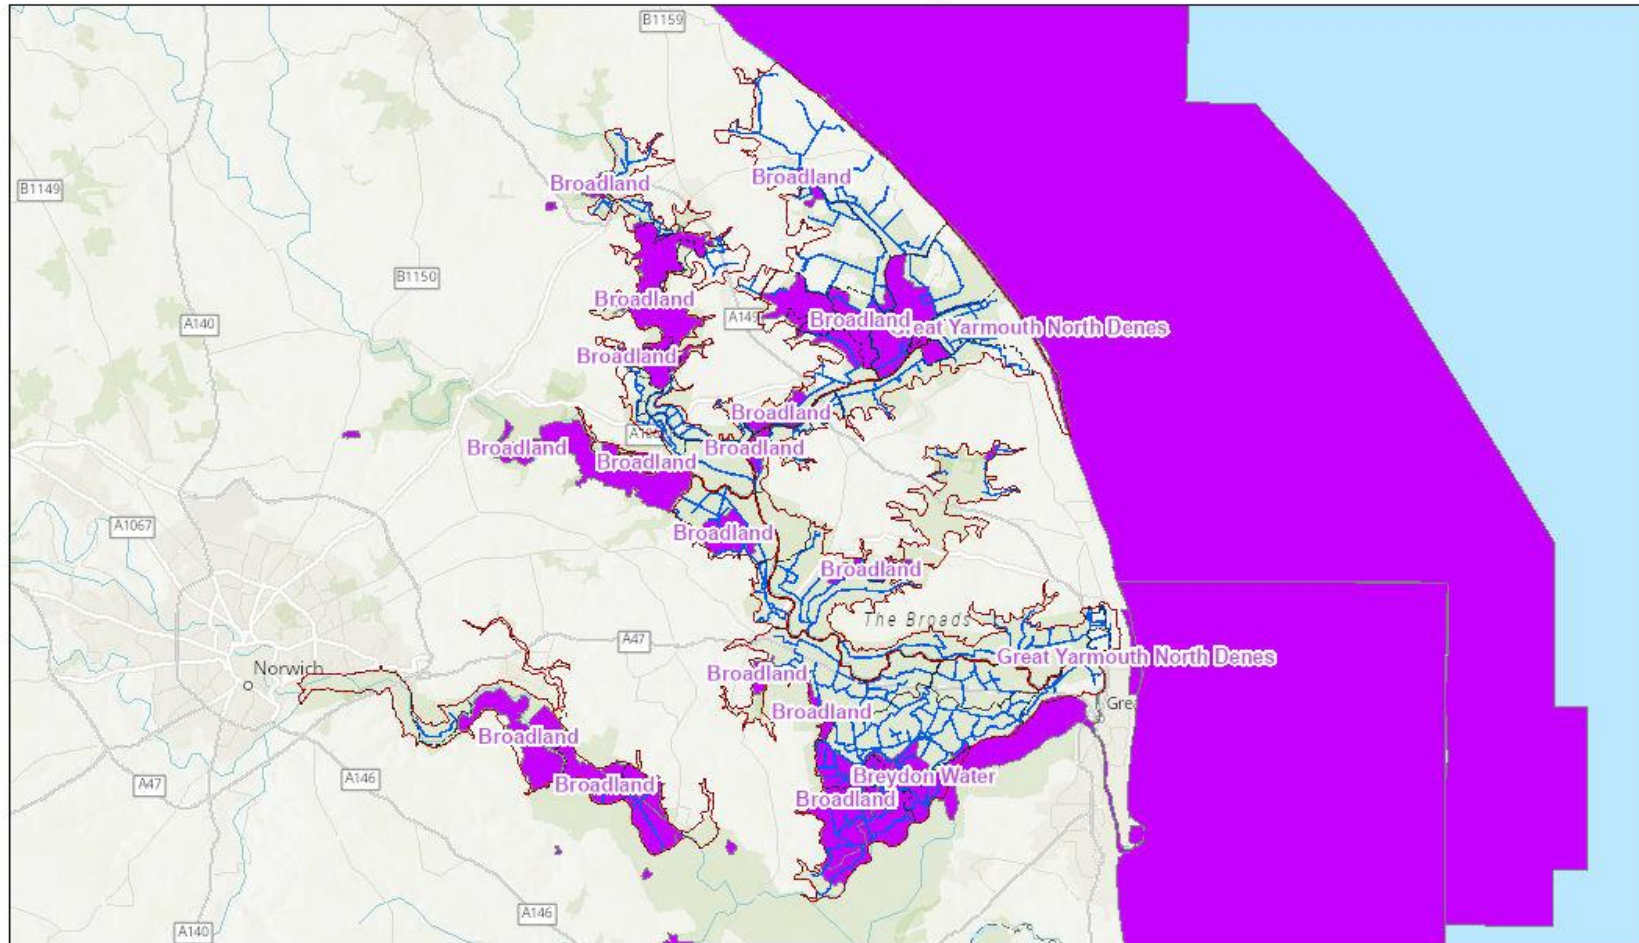 B1159
Broadland
Broadland
B1149
B1150
Broadland
A149
Broadland
Great Yarmouth North Denes
A140
Broadland
Broadland
Broadland
Broadland
Broadland
A1067
Broadland
Broadland
The Broads
A47
Great Yarmouth North Denes
Norwich
Broadland
Broadland
Broadland
A47
A146
Broadland
Breydon Water
Broadland
A146
A140